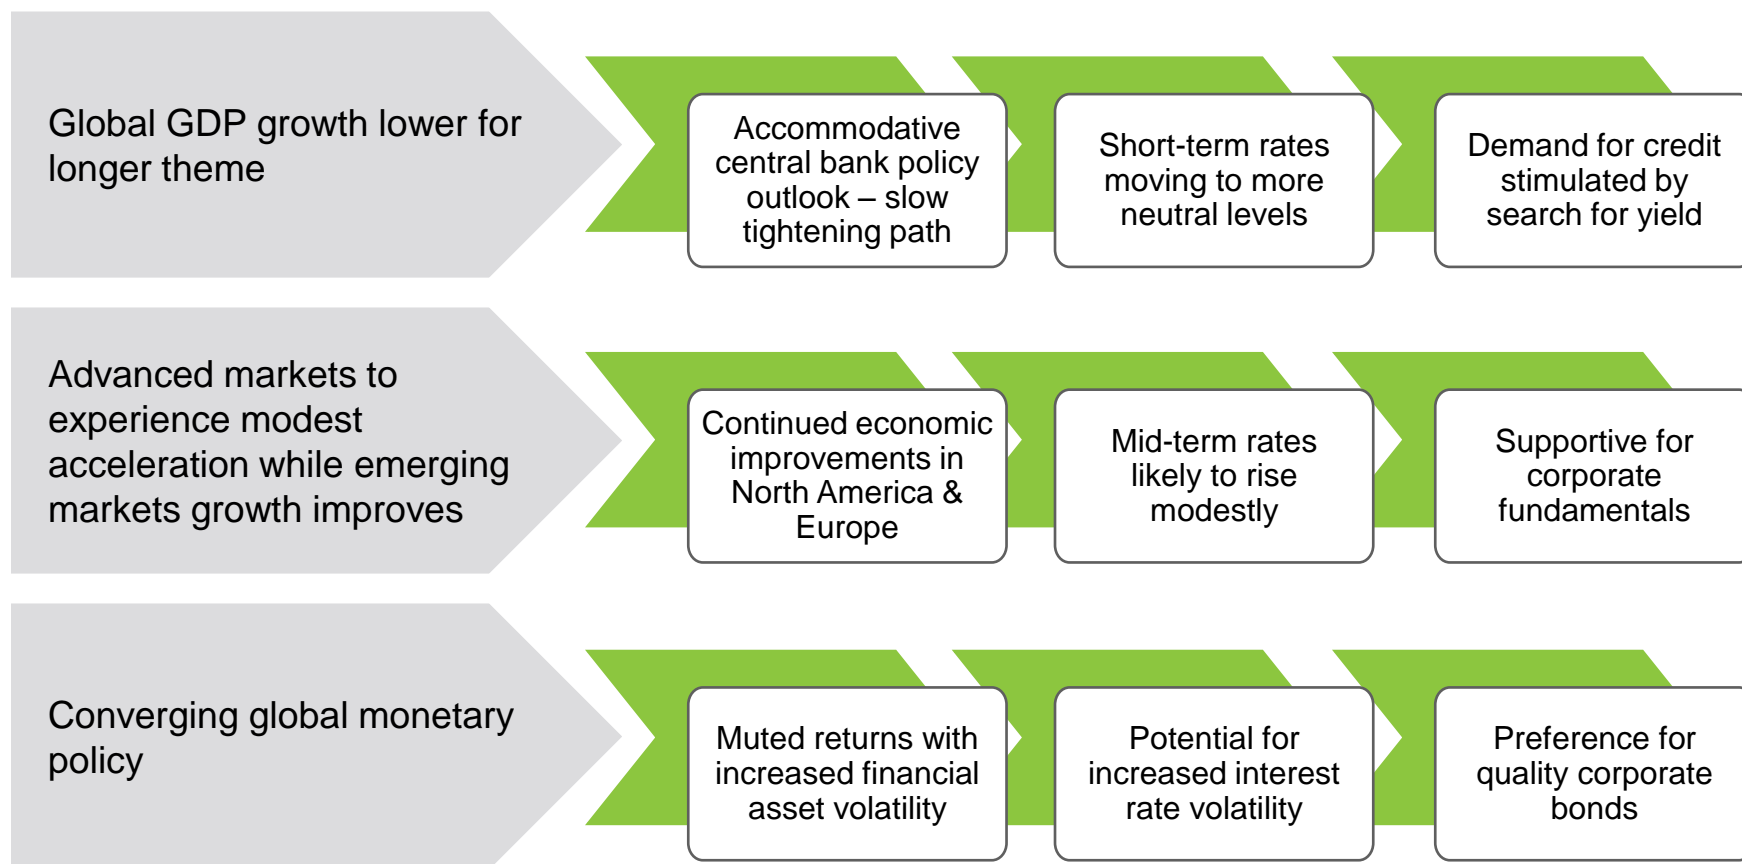 Global GDP growth lower for
longer theme
Accommodative
central bank policy
outlook – slow
tightening path
Short-term rates
moving to more
neutral levels
Demand for credit
stimulated by
search for yield
Advanced markets to
experience modest
acceleration while emerging
markets growth improves
Continued economic
improvements in
North America &
Europe
Mid-term rates
likely to rise
modestly
Supportive for
corporate
fundamentals
Converging global monetary
policy
Muted returns with
increased financial
asset volatility
Potential for
increased interest
rate volatility
Preference for
quality corporate
bonds